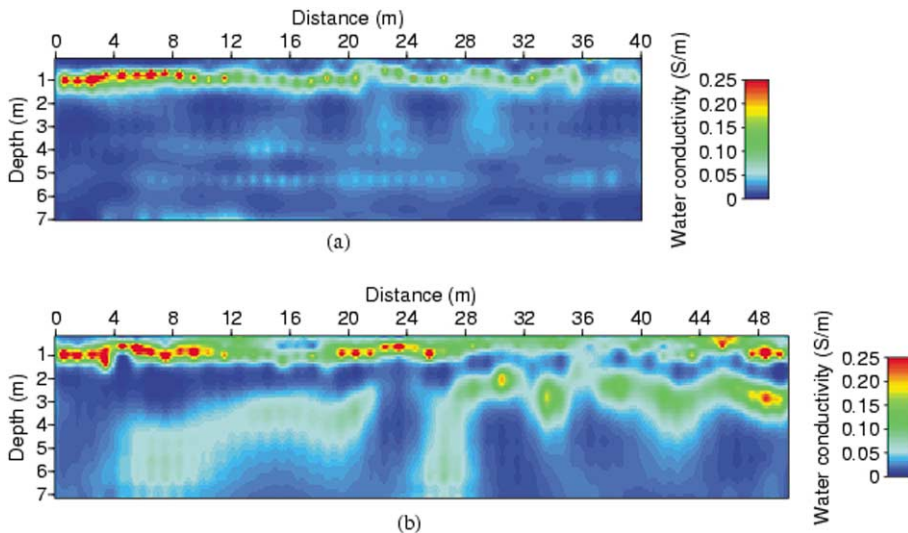 Distance (m)
0 4 8 12 16 20 24 28 32 36 40
Depth (m)
1
2
3
4
5
6
7
Water conductivity (S/m)
0.25
0.20
0.15
0.10
0.05
0
(a)
Distance (m)
0 4 8 12 16 20 24 28 32 36 40 44 48
Depth (m)
1
2
3
4
5
6
7
Water conductivity (S/m)
0.25
0.20
0.15
0.10
0.05
0
(b)